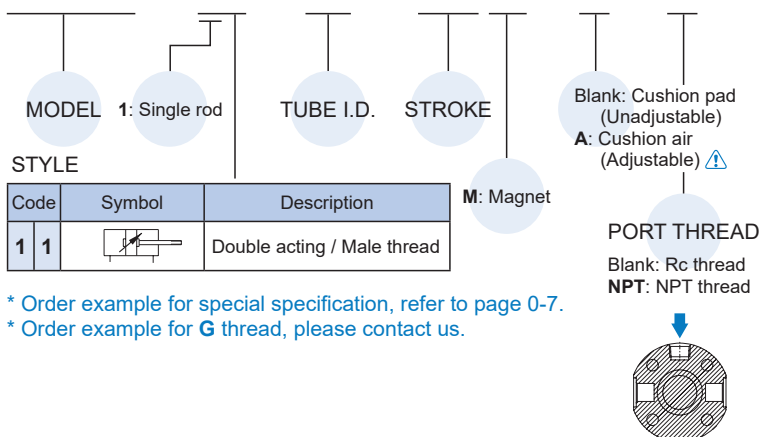 MODEL
1: Single rod
TUBE I.D.
STROKE
Blank: Cushion pad
(Unadjustable)
A: Cushion air
(Adjustable)
STYLE
Code Symbol Description
1 1 Double acting / Male thread
M: Magnet
PORT THREAD
Blank: Rc thread
NPT: NPT thread
* Order example for special specification, refer to page 0-7.
* Order example for G thread, please contact us.